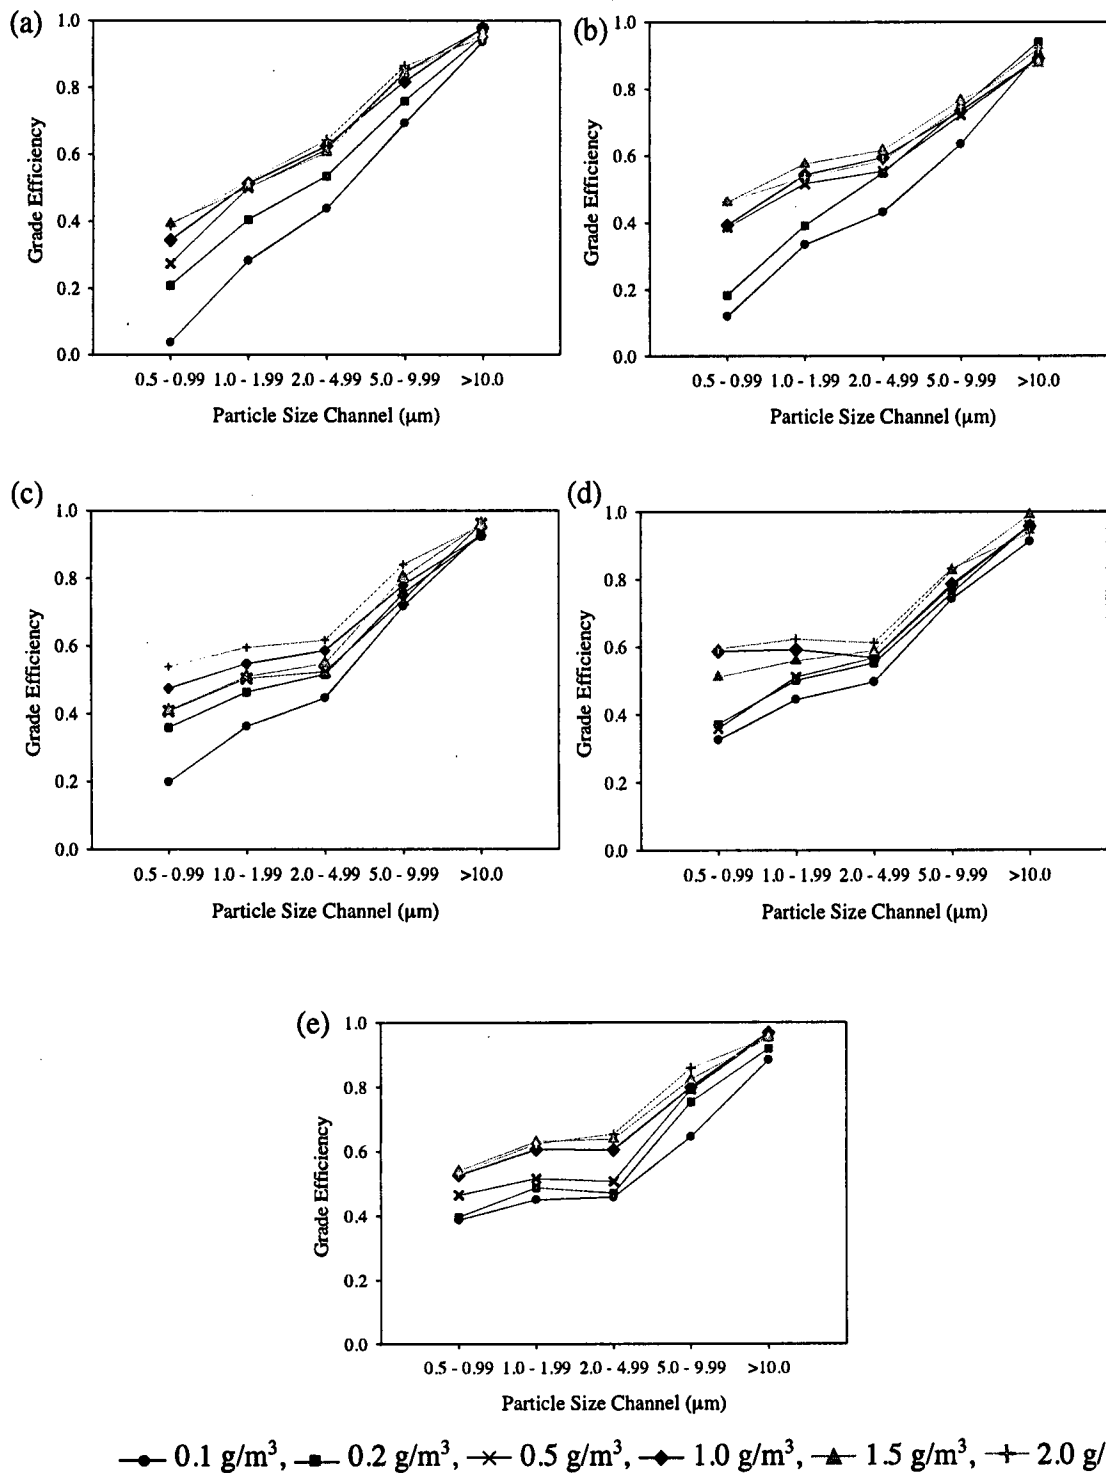 (a)
1.0
0.8
0.6
0.4
0.2
0.0
Grade Efficiency
0.5 - 0.99 1.0 - 1.99 2.0 - 4.99 5.0 - 9.99 >10.0
Particle Size Channel (μm)
(b)
1.0
0.8
0.6
0.4
0.2
0.0
Grade Efficiency
0.5 - 0.99 1.0 - 1.99 2.0 - 4.99 5.0 - 9.99 >10.0
Particle Size Channel (μm)
(c)
1.0
0.8
0.6
0.4
0.2
0.0
Grade Efficiency
0.5 - 0.99 1.0 - 1.99 2.0 - 4.99 5.0 - 9.99 >10.0
Particle Size Channel (μm)
(d)
1.0
0.8
0.6
0.4
0.2
0.0
Grade Efficiency
0.5 - 0.99 1.0 - 1.99 2.0 - 4.99 5.0 - 9.99 >10.0
Particle Size Channel (μm)
(e)
1.0
0.8
0.6
0.4
0.2
0.0
Grade Efficiency
0.5 - 0.99 1.0 - 1.99 2.0 - 4.99 5.0 - 9.99 >10.0
Particle Size Channel (μm)
0.1 g/m³, 0.2 g/m³, 0.5 g/m³, 1.0 g/m³, 1.5 g/m³, 2.0 g/